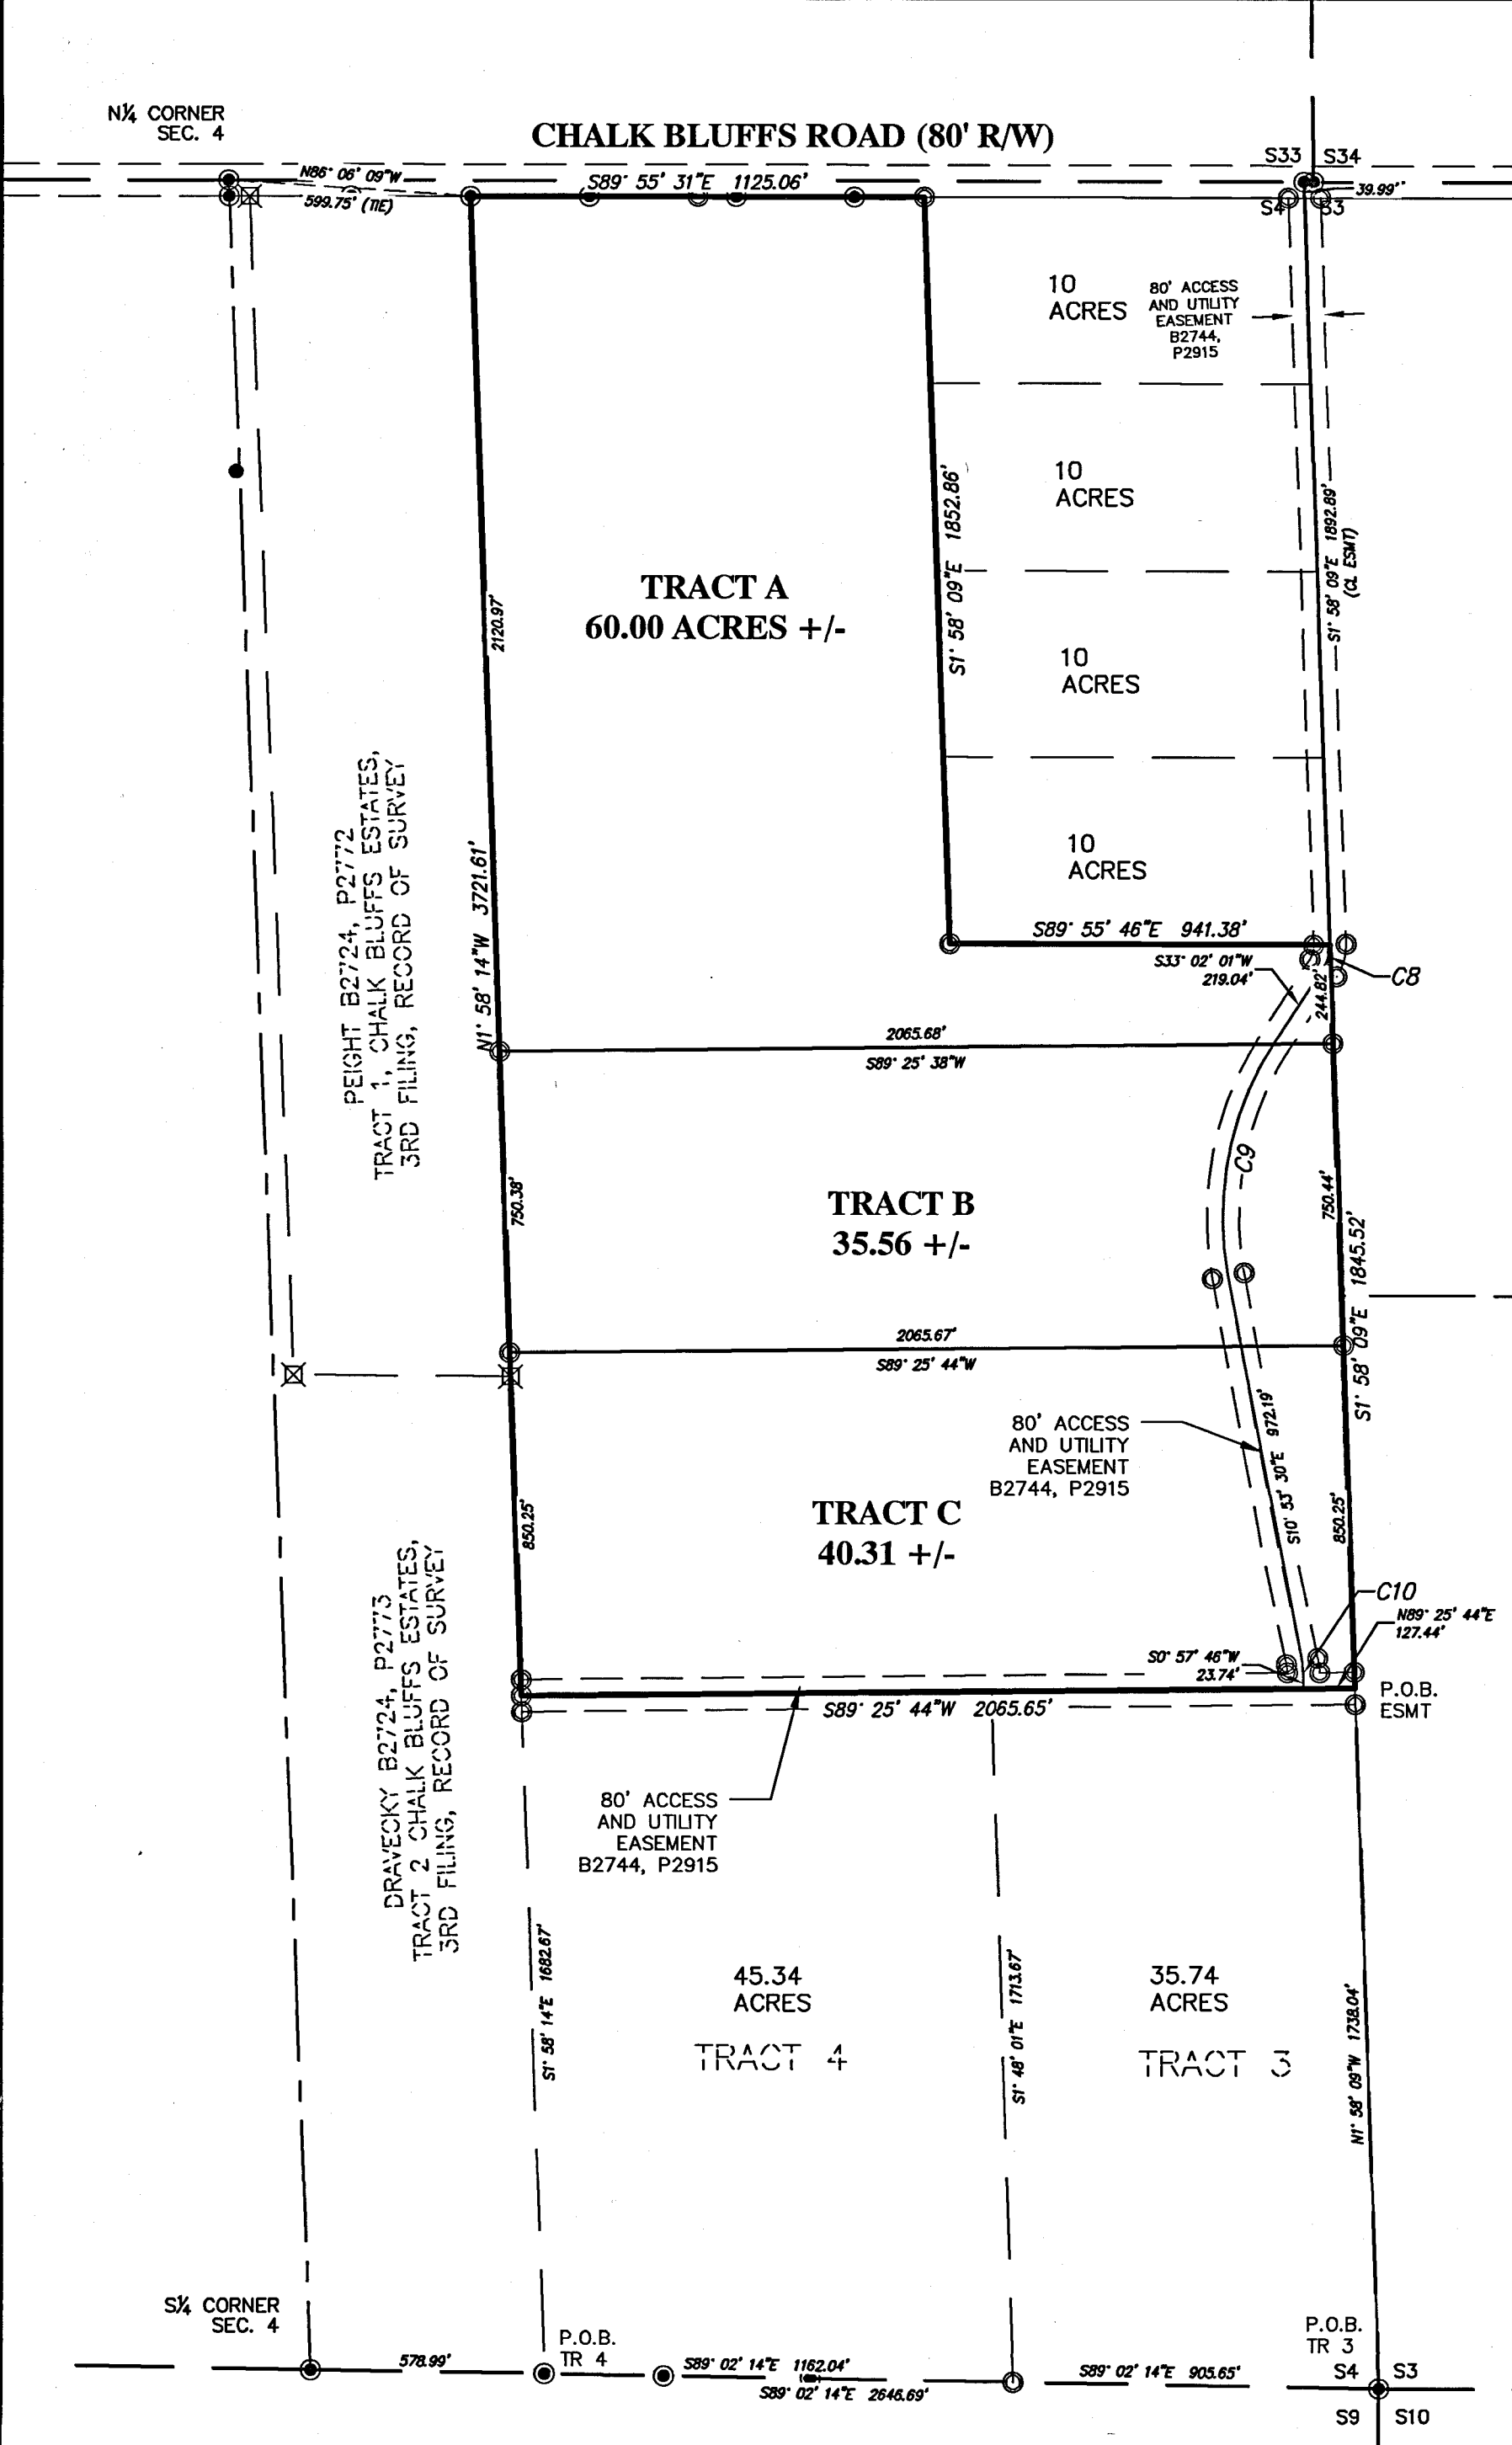 N¼ CORNER
SEC. 4
CHALK BLUFFS ROAD (80' R/W)
S33 S34
N86° 06' 09"W
599.75' (TIE)
S89° 55' 31"E 1125.06'
39.99'
S4 S3
10
ACRES
80' ACCESS
AND UTILITY
EASEMENT
B2744,
P2915
10
ACRES
S1° 58' 09"E 1852.86'
S1° 58' 09"E 1892.89'
(CL ESMT)
TRACT A
60.00 ACRES +/-
2120.97'
10
ACRES
10
ACRES
PEIGHT B2724, P2772
TRACT 1, CHALK BLUFFS ESTATES,
3RD FILING, RECORD OF SURVEY
N1° 58' 14"W 3721.61'
S89° 55' 46"E 941.38'
S33° 02' 01"W
219.04'
244.82'
C8
2065.68'
S89° 25' 38"W
C9
750.38'
TRACT B
35.56 +/-
750.44'
S1° 58' 09"E 1845.52'
2065.67'
S89° 25' 44"W
80' ACCESS
AND UTILITY
EASEMENT
B2744, P2915
S10° 53' 30"E 972.19'
850.25'
TRACT C
40.31 +/-
850.25'
C10
N89° 25' 44"E
127.44'
S0° 57' 46"W
23.74'
P.O.B.
ESMT
S89° 25' 44"W 2065.65'
DRAVECKY B2724, P2773
TRACT 2 CHALK BLUFFS ESTATES,
3RD FILING, RECORD OF SURVEY
80' ACCESS
AND UTILITY
EASEMENT
B2744, P2915
S1° 58' 14"E 1682.67'
45.34
ACRES
TRACT 4
S1° 48' 01"E 1713.67'
35.74
ACRES
TRACT 3
N1° 58' 09"W 1738.04'
S¼ CORNER
SEC. 4
578.99'
P.O.B.
TR 4
S89° 02' 14"E 1162.04'
S89° 02' 14"E 2646.69'
S89° 02' 14"E 905.65'
P.O.B.
TR 3
S4 S3
S9 S10